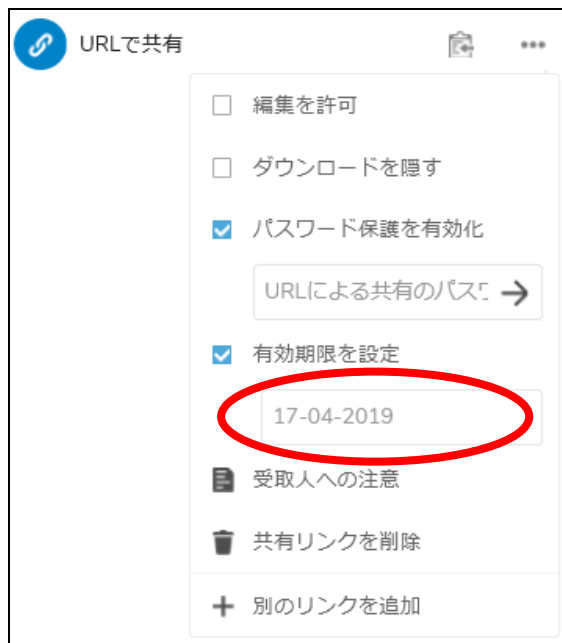 URLで共有
編集を許可
ダウンロードを隠す
パスワード保護を有効化
URLによる共有のパス
有効期限を設定
17-04-2019
受取人への注意
共有リンクを削除
別のリンクを追加